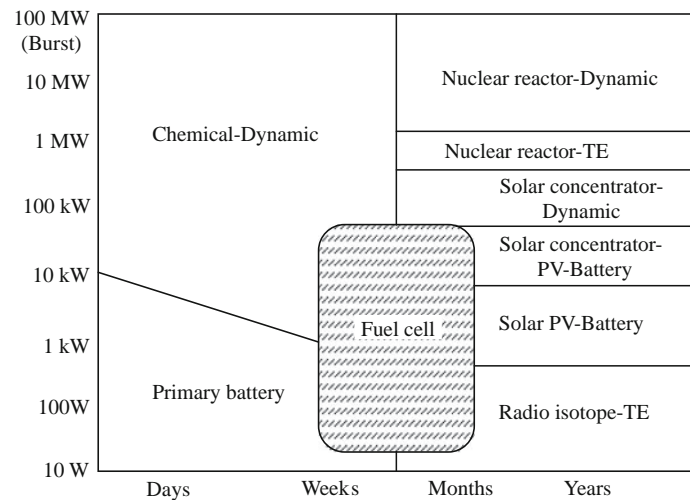 100 MW
(Burst)
10 MW
1 MW
100 kW
10 kW
1 kW
100W
10 W
Chemical-Dynamic
Primary battery
Fuel cell
Nuclear reactor-Dynamic
Nuclear reactor-TE
Solar concentrator-
Dynamic
Solar concentrator-
PV-Battery
Solar PV-Battery
Radio isotope-TE
Days Weeks Months Years